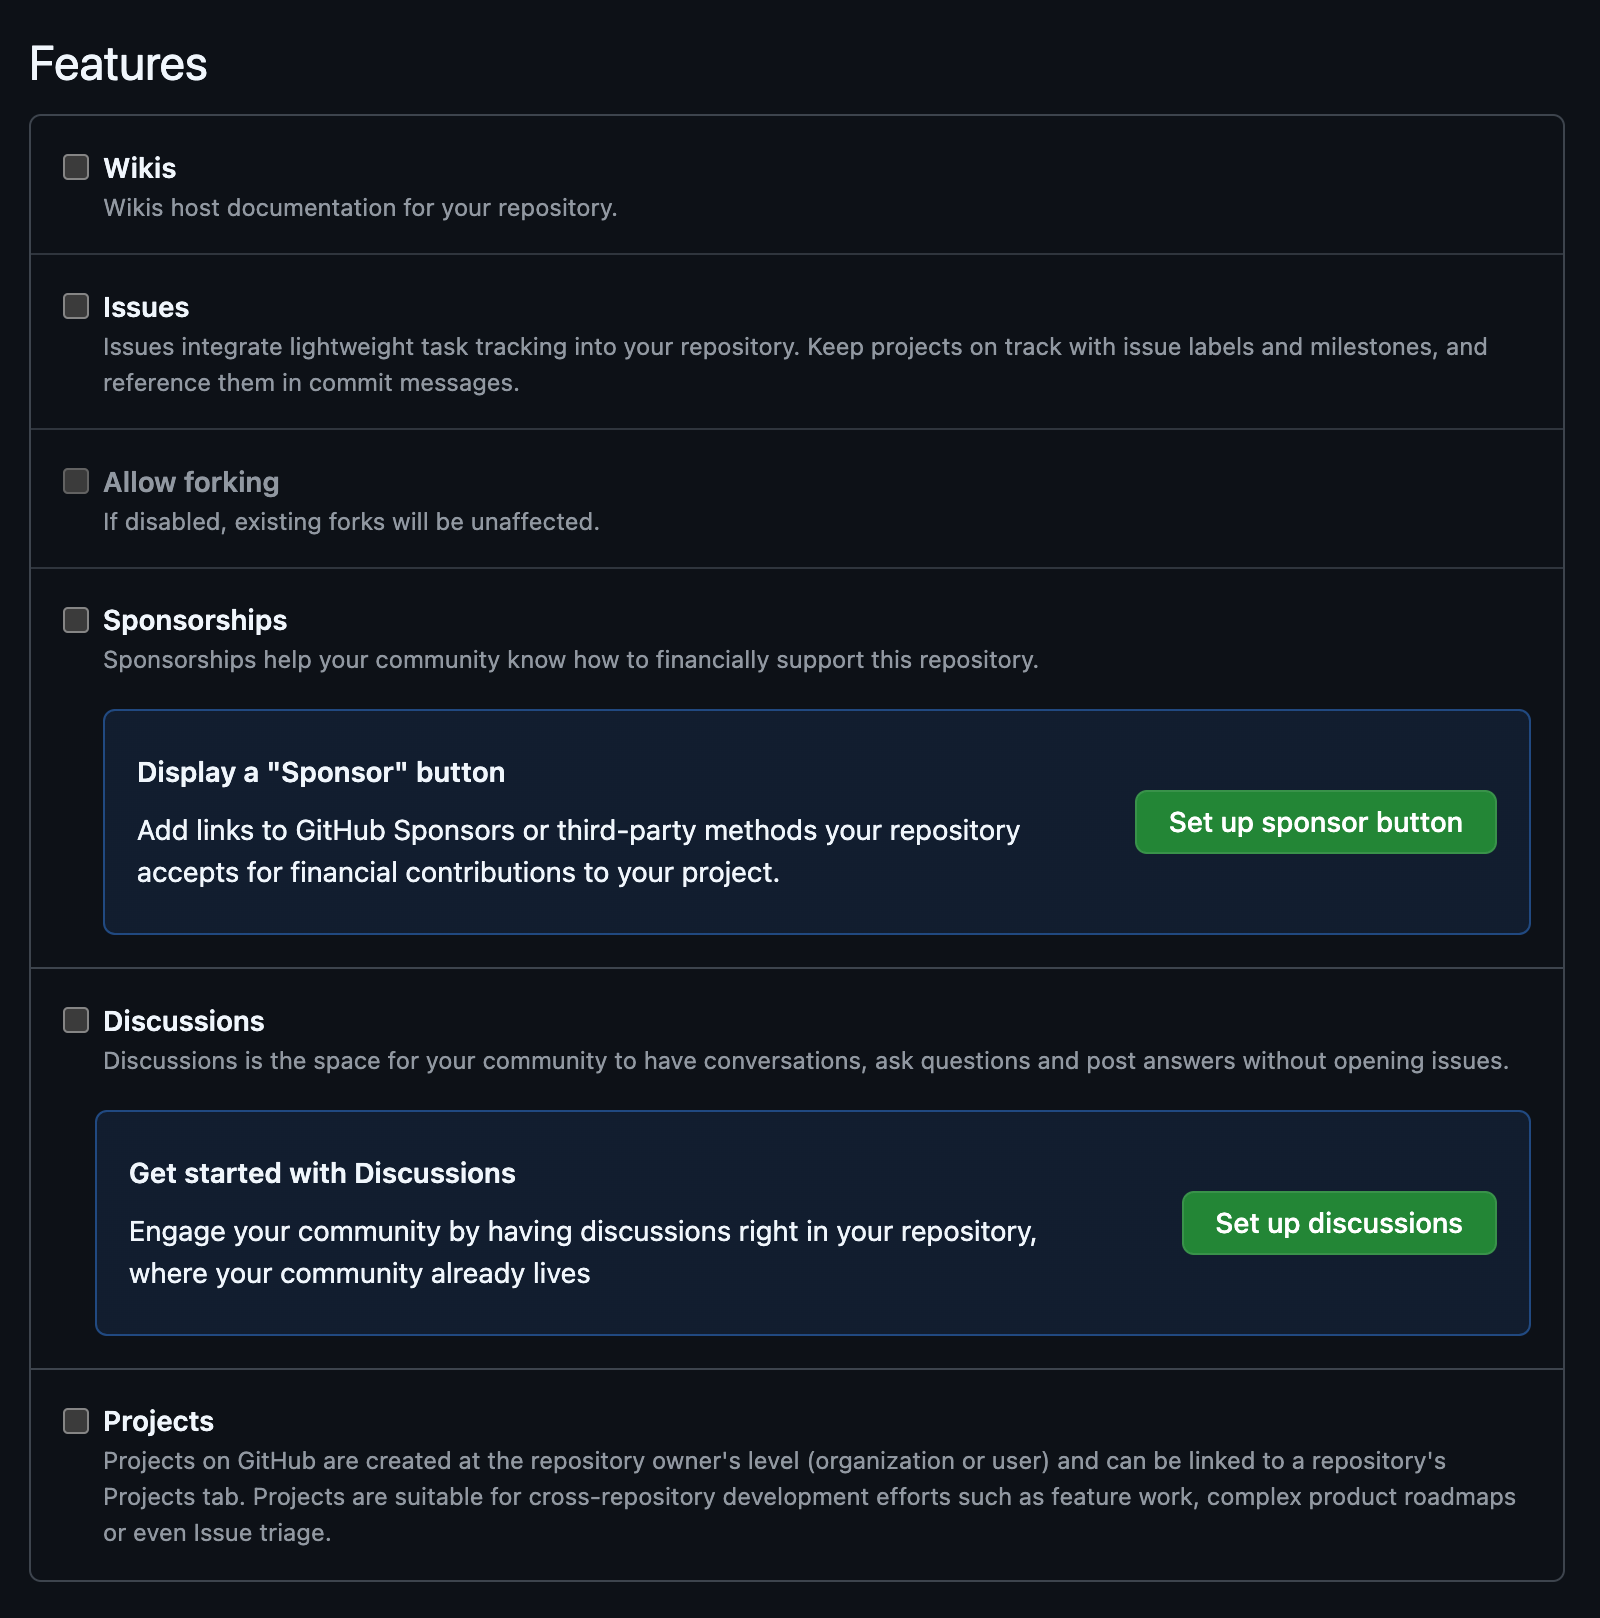 Features
Wikis
Wikis host documentation for your repository.
Issues
Issues integrate lightweight task tracking into your repository. Keep projects on track with issue labels and milestones, and
reference them in commit messages.
Allow forking
If disabled, existing forks will be unaffected.
Sponsorships
Sponsorships help your community know how to financially support this repository.
Display a "Sponsor" button
Add links to GitHub Sponsors or third-party methods your repository
accepts for financial contributions to your project.
Set up sponsor button
Discussions
Discussions is the space for your community to have conversations, ask questions and post answers without opening issues.
Get started with Discussions
Engage your community by having discussions right in your repository,
where your community already lives
Set up discussions
Projects
Projects on GitHub are created at the repository owner's level (organization or user) and can be linked to a repository's
Projects tab. Projects are suitable for cross-repository development efforts such as feature work, complex product roadmaps
or even Issue triage.